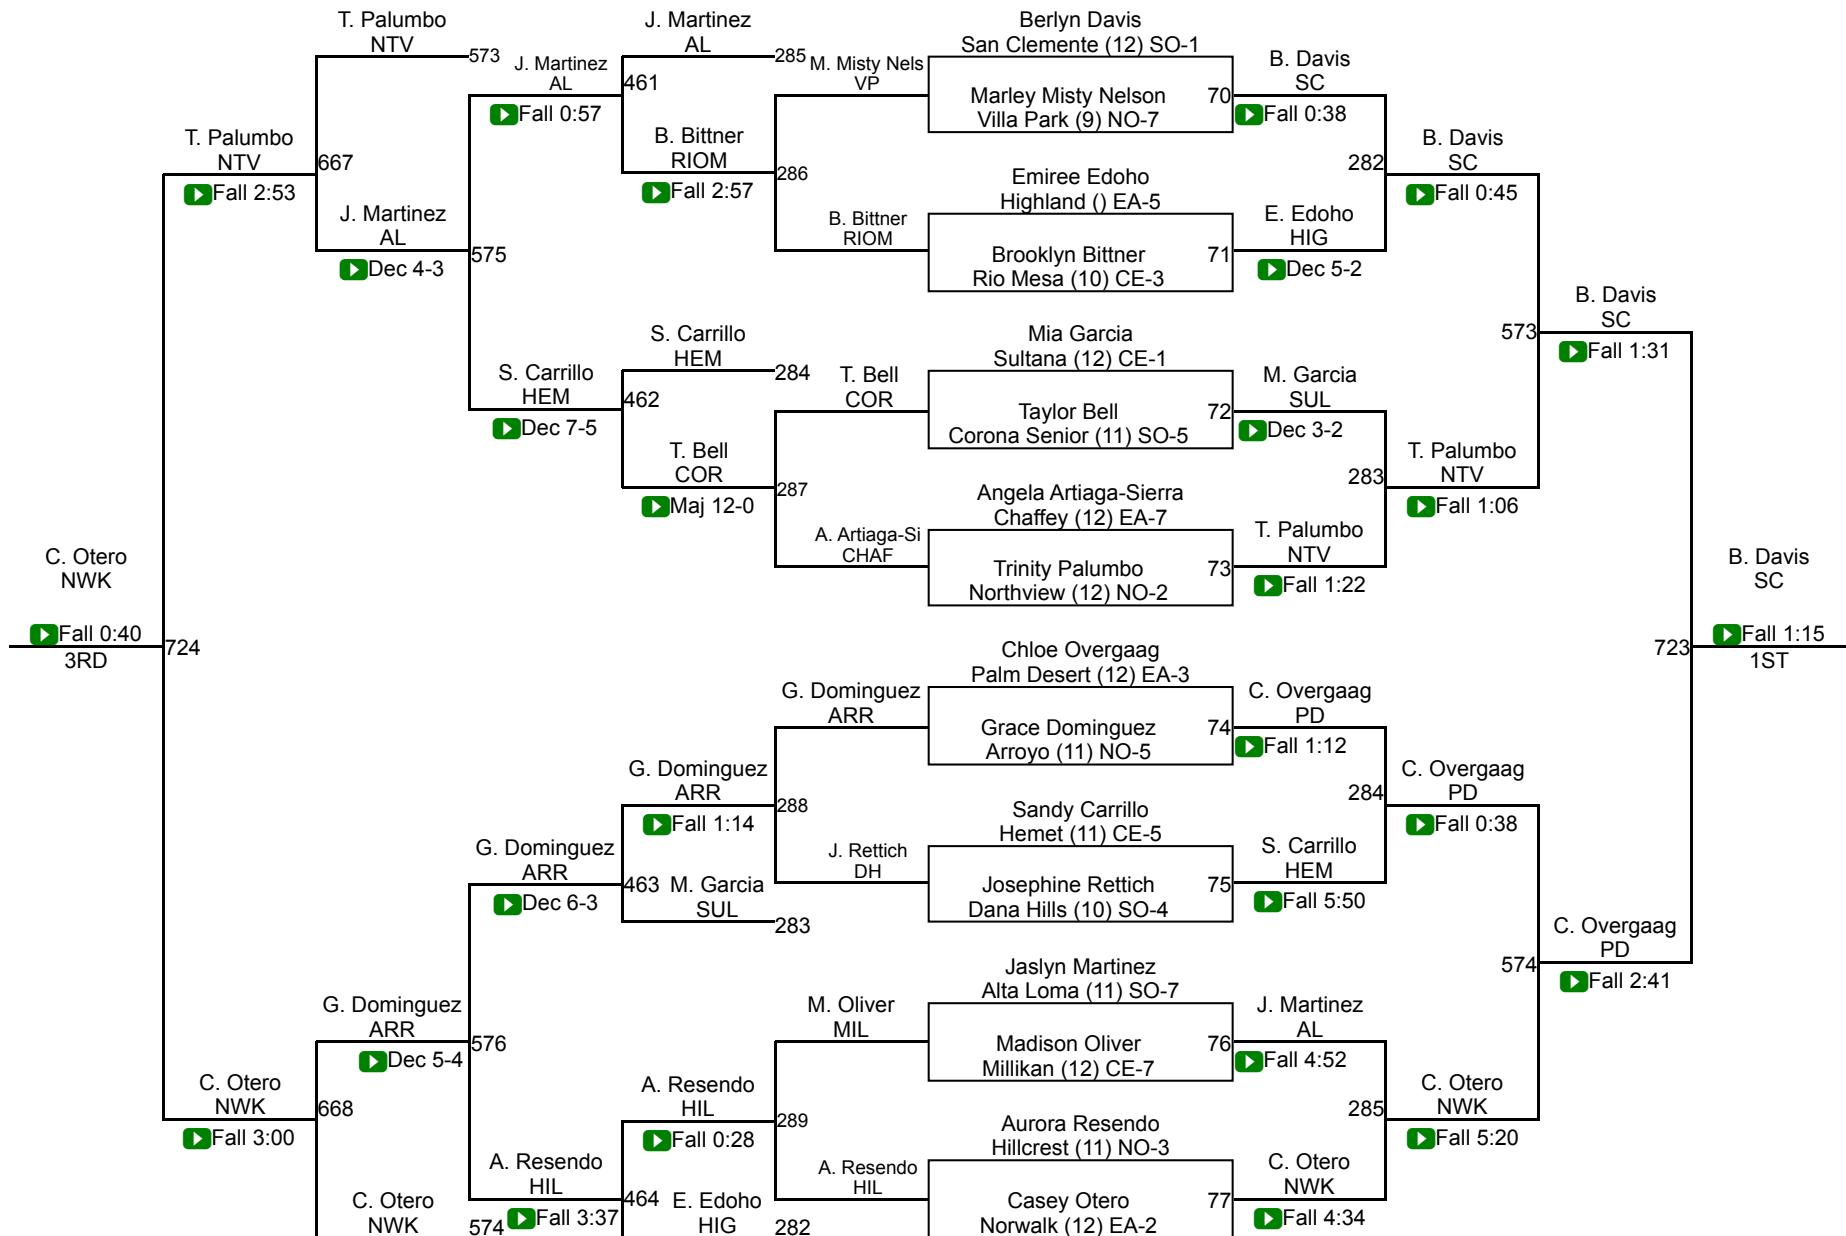 T. Palumbo
NTV
573
J. Martinez
AL
Fall 0:57
J. Martinez
AL
285
461
M. Misty Nels
VP
Berlyn Davis
San Clemente (12) SO-1
Marley Misty Nelson
Villa Park (9) NO-7
70
B. Davis
SC
Fall 0:38
T. Palumbo
NTV
Fall 2:53
667
B. Bittner
RIOM
Fall 2:57
286
Emiree Edoho
Highland () EA-5
282
B. Davis
SC
Fall 0:45
J. Martinez
AL
Dec 4-3
575
B. Bittner
RIOM
Brooklyn Bittner
Rio Mesa (10) CE-3
71
E. Edoho
HIG
Dec 5-2
B. Davis
SC
Fall 1:31
573
S. Carrillo
HEM
284
Mia Garcia
Sultana (12) CE-1
S. Carrillo
HEM
Dec 7-5
462
T. Bell
COR
Taylor Bell
Corona Senior (11) SO-5
72
M. Garcia
SUL
Dec 3-2
T. Bell
COR
Maj 12-0
287
Angela Artiaga-Sierra
Chaffey (12) EA-7
283
T. Palumbo
NTV
Fall 1:06
A. Artiaga-Si
CHAF
Trinity Palumbo
Northview (12) NO-2
73
T. Palumbo
NTV
Fall 1:22
C. Otero
NWK
Fall 0:40
3RD
724
B. Davis
SC
Fall 1:15
1ST
723
Chloe Overgaag
Palm Desert (12) EA-3
G. Dominguez
ARR
Grace Dominguez
Arroyo (11) NO-5
74
C. Overgaag
PD
Fall 1:12
G. Dominguez
ARR
Fall 1:14
288
Sandy Carrillo
Hemet (11) CE-5
284
C. Overgaag
PD
Fall 0:38
G. Dominguez
ARR
Dec 6-3
463
M. Garcia
SUL
283
J. Rettich
DH
Josephine Rettich
Dana Hills (10) SO-4
75
S. Carrillo
HEM
Fall 5:50
574
C. Overgaag
PD
Fall 2:41
Jaslyn Martinez
Alta Loma (11) SO-7
G. Dominguez
ARR
Dec 5-4
576
M. Oliver
MIL
Madison Oliver
Millikan (12) CE-7
76
J. Martinez
AL
Fall 4:52
C. Otero
NWK
Fall 3:00
668
A. Resendo
HIL
Fall 0:28
289
Aurora Resendo
Hillcrest (11) NO-3
285
C. Otero
NWK
Fall 5:20
A. Resendo
HIL
Fall 3:37
464
A. Resendo
HIL
Casey Otero
Norwalk (12) EA-2
77
C. Otero
NWK
Fall 4:34
C. Otero
NWK
574
E. Edoho
HIG
282